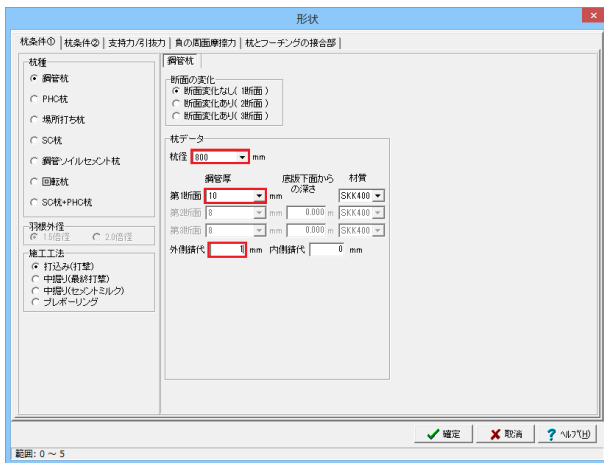 形状
杭条件① 杭条件② 支持力/引抜力 負の周面摩擦力 杭とフーチングの接合部
杭種
鋼管杭
PHC杭
場所打ち杭
SC杭
鋼管ソイルセメント杭
回転杭
SC杭+PHC杭
羽根外径
1.5倍径 2.0倍径
施工工法
打込み(打撃)
中掘り(最終打撃)
中掘り(セメントミルク)
プレボーリング
鋼管杭
断面の変化
断面変化なし( 1断面 )
断面変化あり( 2断面 )
断面変化あり( 3断面 )
杭データ
杭径 800 mm
鋼管厚 底版下面からの深さ 材質
第1断面 10 mm SKK400
第2断面 8 mm 0.000 m SKK400
第3断面 8 mm 0.000 m SKK400
外側錆代 1 mm 内側錆代 0 mm
確定 取消 ヘルプ(H)
範囲: 0 ～ 5